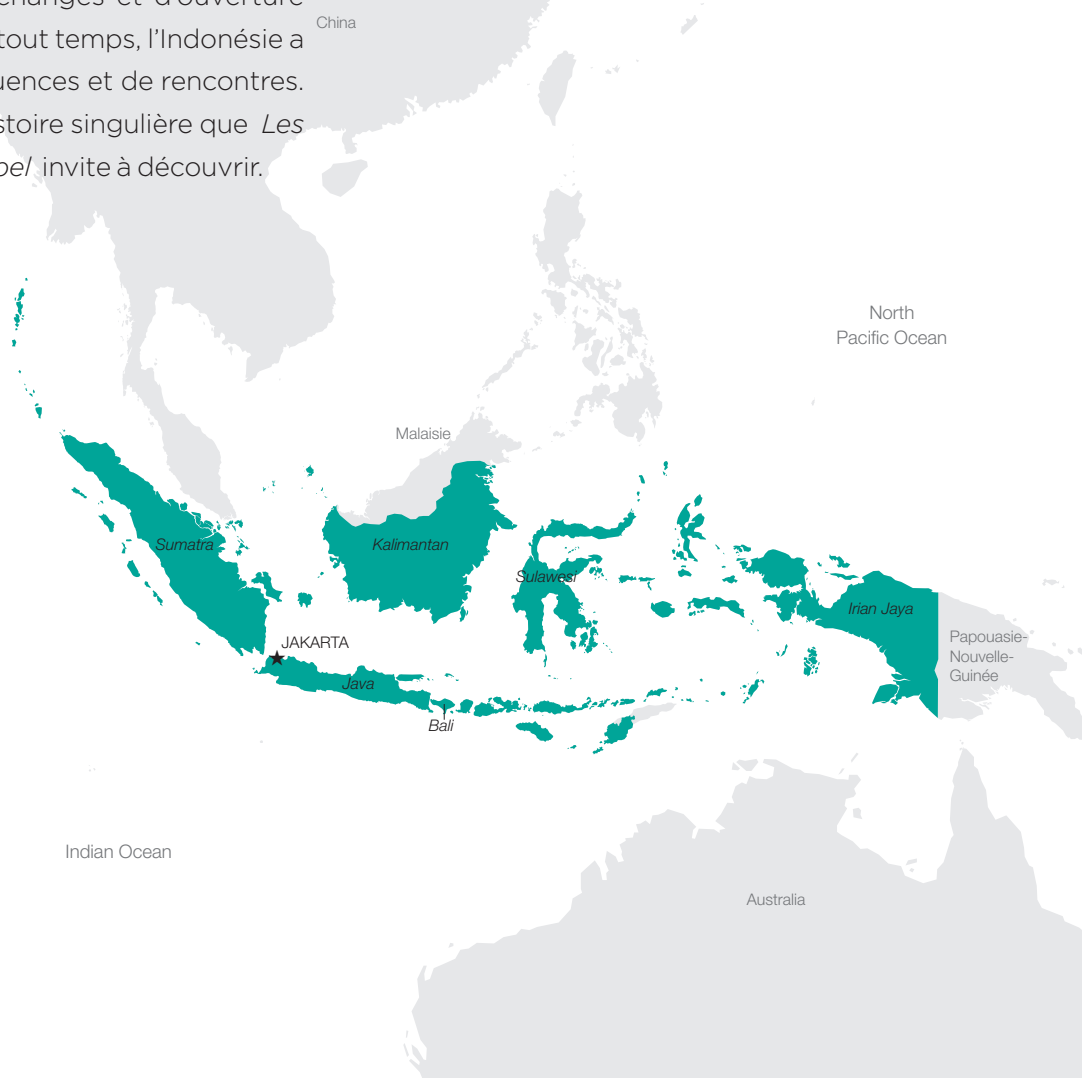 changes et d'ouverture
tout temps, l'Indonésie a
uences et de rencontres.
stoire singulière que Les
bel invite à découvrir.
China
North
Pacific Ocean
Malaisie
Sumatra
Kalimantan
Sulawesi
Irian Jaya
JAKARTA
Papouasie-
Nouvelle-
Guinée
Java
Bali
Indian Ocean
Australia